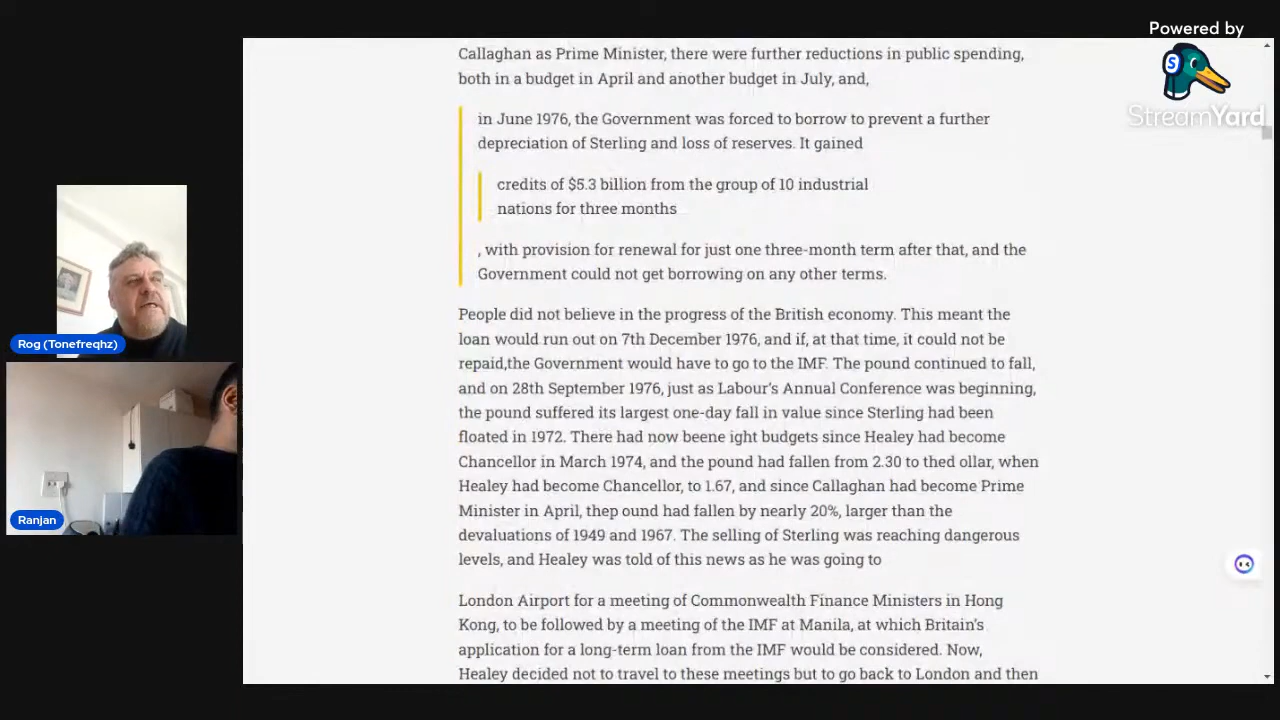 Powered by
StreamYard
Callaghan as Prime Minister, there were further reductions in public spending,
both in a budget in April and another budget in July, and,
in June 1976, the Government was forced to borrow to prevent a further
depreciation of Sterling and loss of reserves. It gained
credits of $5.3 billion from the group of 10 industrial
nations for three months
, with provision for renewal for just one three-month term after that, and the
Government could not get borrowing on any other terms.
People did not believe in the progress of the British economy. This meant the
loan would run out on 7th December 1976, and if, at that time, it could not be
repaid,the Government would have to go to the IMF. The pound continued to fall,
and on 28th September 1976, just as Labour's Annual Conference was beginning,
the pound suffered its largest one-day fall in value since Sterling had been
floated in 1972. There had now beene ight budgets since Healey had become
Chancellor in March 1974, and the pound had fallen from 2.30 to thed ollar, when
Healey had become Chancellor, to 1.67, and since Callaghan had become Prime
Minister in April, thep ound had fallen by nearly 20%, larger than the
devaluations of 1949 and 1967. The selling of Sterling was reaching dangerous
levels, and Healey was told of this news as he was going to
London Airport for a meeting of Commonwealth Finance Ministers in Hong
Kong, to be followed by a meeting of the IMF at Manila, at which Britain's
application for a long-term loan from the IMF would be considered. Now,
Healey decided not to travel to these meetings but to go back to London and then
Rog (Tonefreqhz)
Ranjan